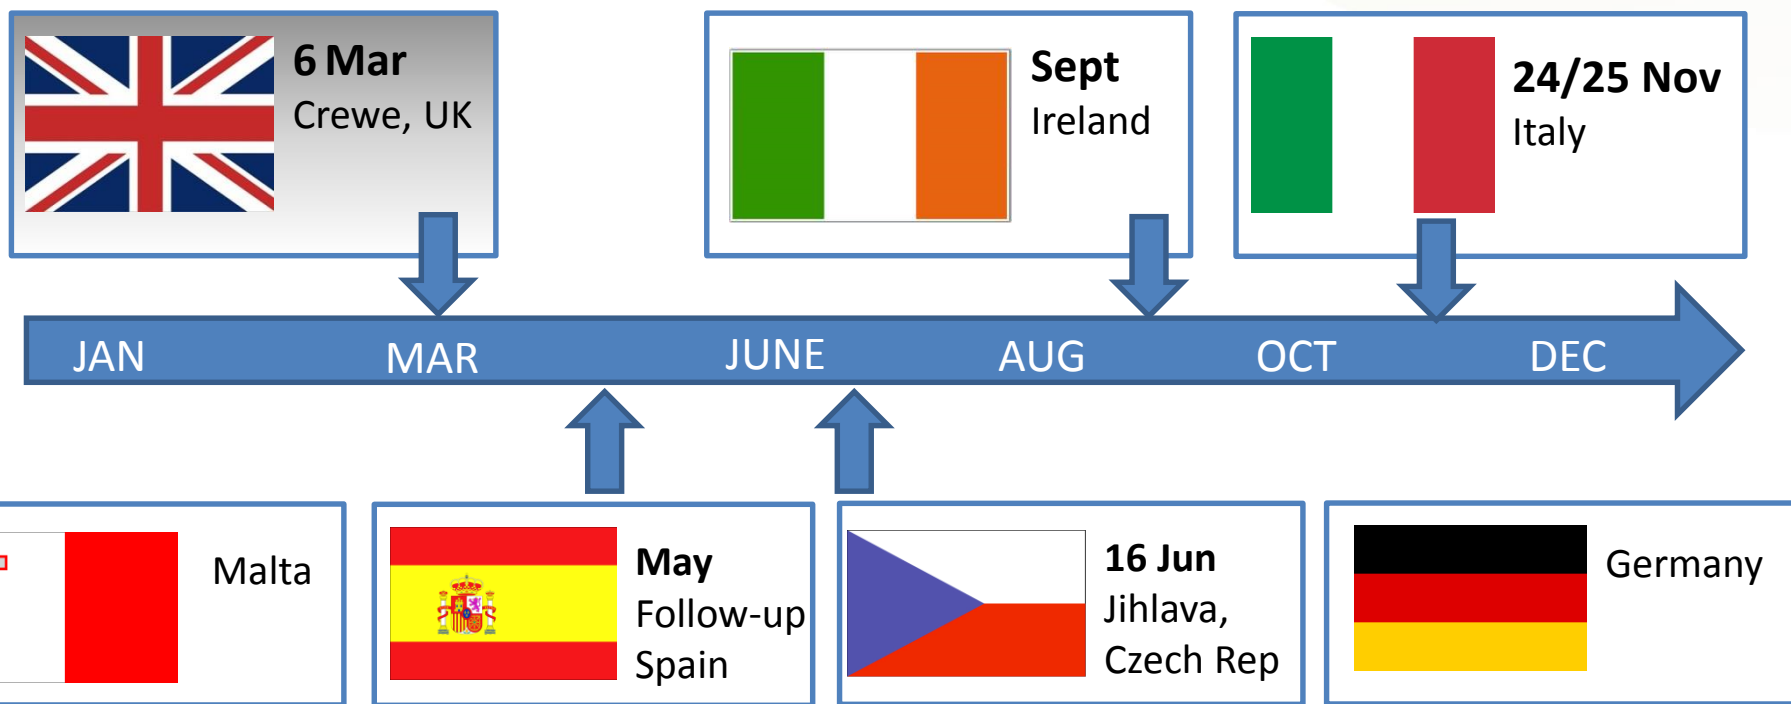 6 Mar
Crewe, UK
Sept
Ireland
24/25 Nov
Italy
JAN
MAR
JUNE
AUG
OCT
DEC
Malta
May
Follow-up
Spain
16 Jun
Jihlava,
Czech Rep
Germany